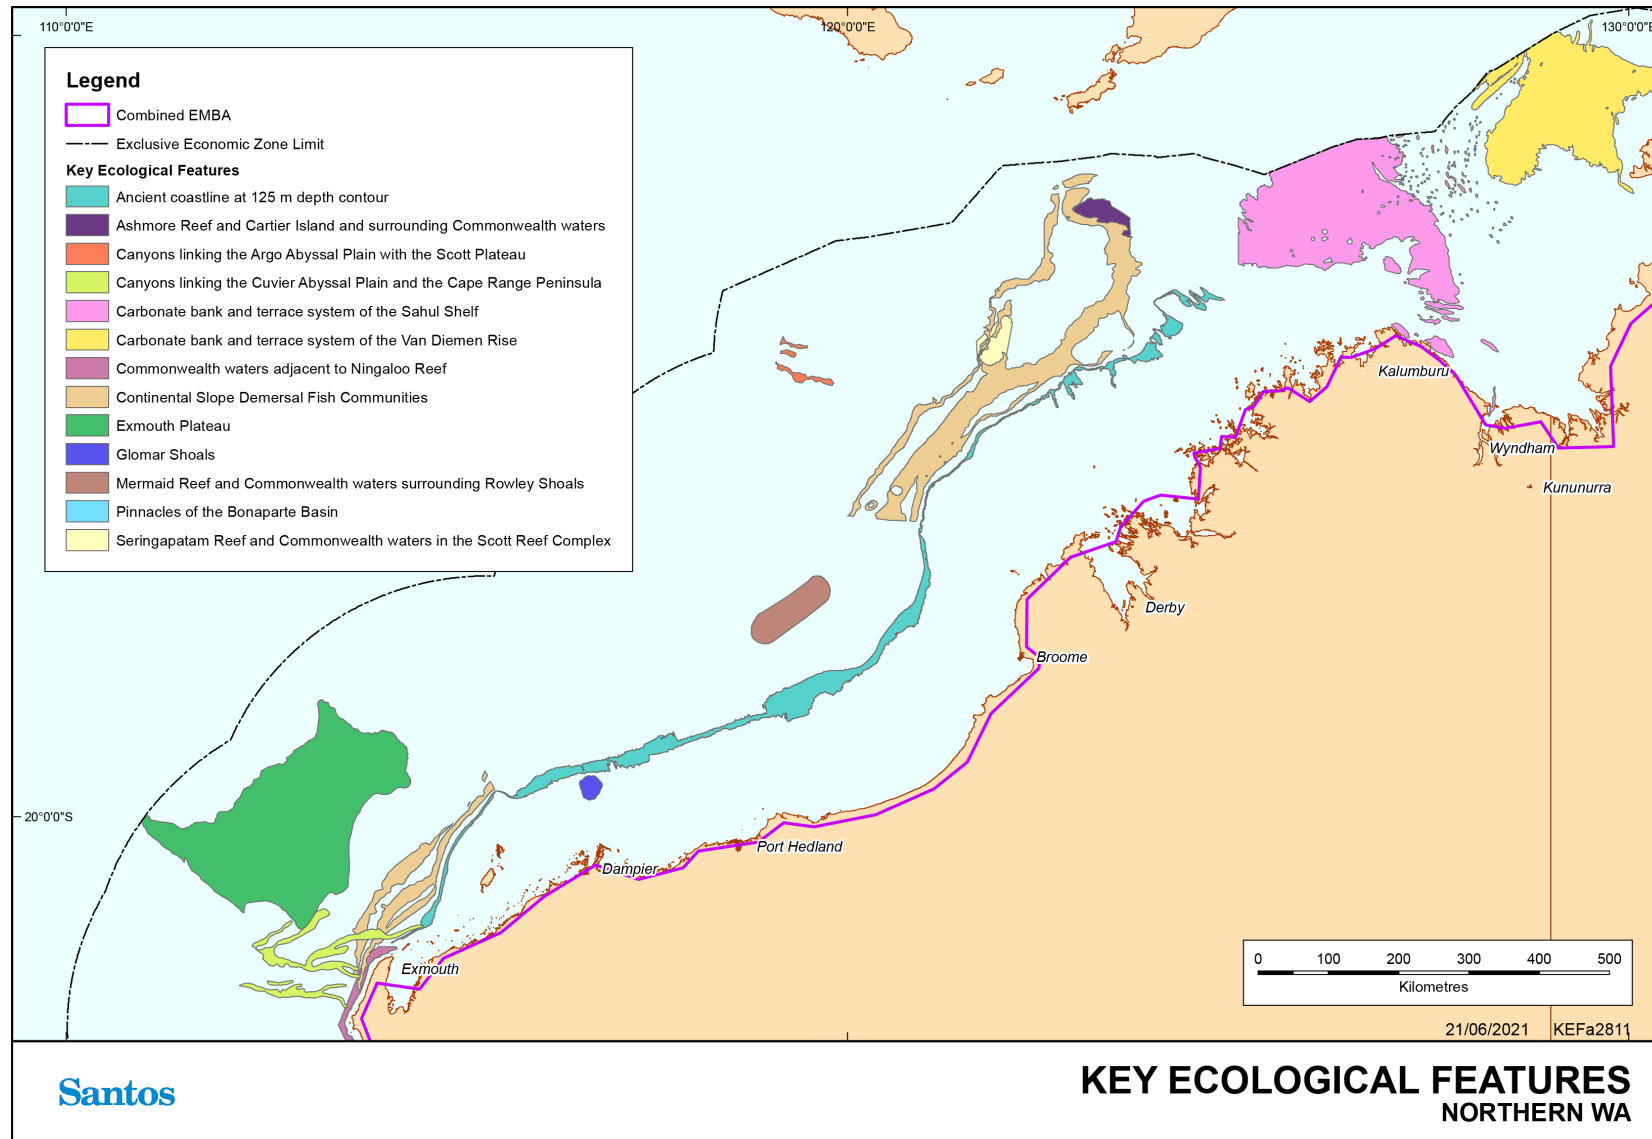 110°0'0"E
120°0'0"E
130°0'0"E
Legend
Combined EMBA
Exclusive Economic Zone Limit
Key Ecological Features
Ancient coastline at 125 m depth contour
Ashmore Reef and Cartier Island and surrounding Commonwealth waters
Canyons linking the Argo Abyssal Plain with the Scott Plateau
Canyons linking the Cuvier Abyssal Plain and the Cape Range Peninsula
Carbonate bank and terrace system of the Sahul Shelf
Carbonate bank and terrace system of the Van Diemen Rise
Commonwealth waters adjacent to Ningaloo Reef
Continental Slope Demersal Fish Communities
Exmouth Plateau
Glomar Shoals
Mermaid Reef and Commonwealth waters surrounding Rowley Shoals
Pinnacles of the Bonaparte Basin
Seringapatam Reef and Commonwealth waters in the Scott Reef Complex
Kalumburu
Wyndham
Kununurra
Derby
Broome
20°0'0"S
Port Hedland
Dampier
Exmouth
0 100 200 300 400 500
Kilometres
21/06/2021 KEFa2811
Santos
KEY ECOLOGICAL FEATURES
NORTHERN WA